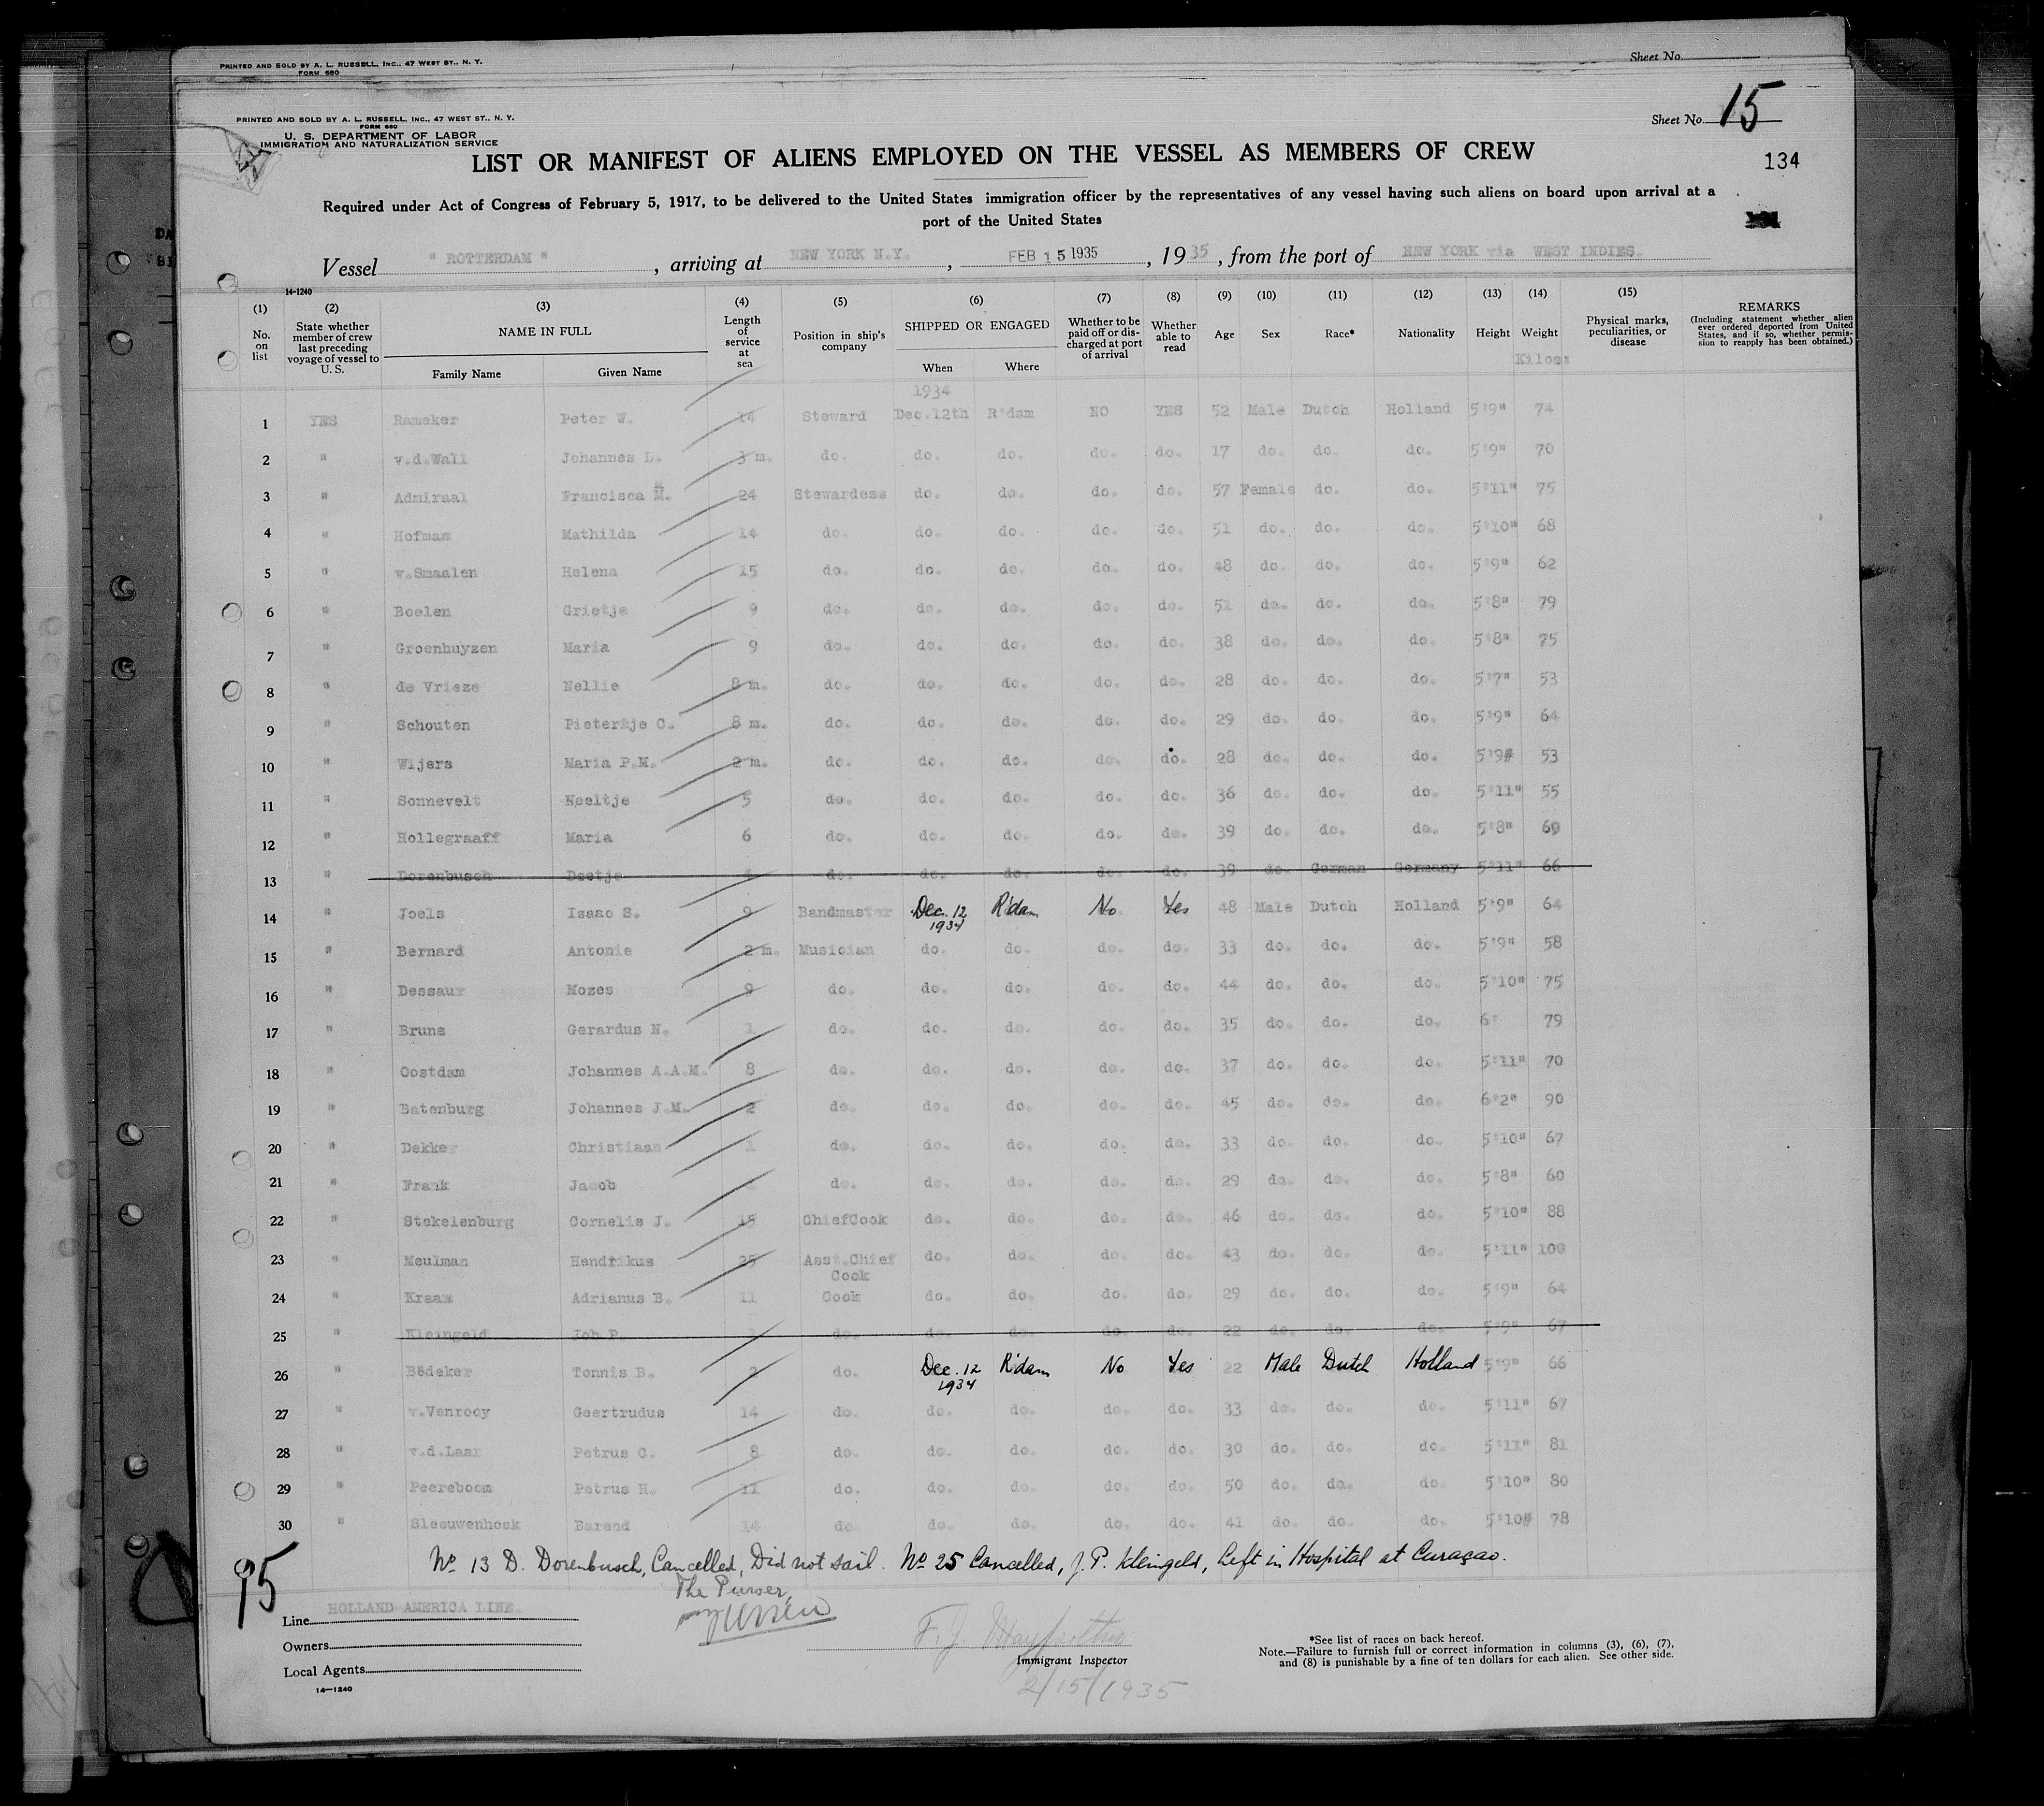 PRINTED AND SOLD BY A. L. RUSSELL, INC., 47 WEST ST., N. Y.
FORM 680
Sheet No.
PRINTED AND SOLD BY A. L. RUSSELL, INC., 47 WEST ST., N. Y.
FORM 680
U. S. DEPARTMENT OF LABOR
IMMIGRATION AND NATURALIZATION SERVICE
Sheet No. 15
LIST OR MANIFEST OF ALIENS EMPLOYED ON THE VESSEL AS MEMBERS OF CREW
134
Required under Act of Congress of February 5, 1917, to be delivered to the United States immigration officer by the representatives of any vessel having such aliens on board upon arrival at a
port of the United States
Vessel "ROTTERDAM", arriving at NEW YORK N.Y., FEB 15 1935, 1935, from the port of NEW YORK via WEST INDIES.
14-1240
(1) (2) (3) (4) (5) (6) (7) (8) (9) (10) (11) (12) (13) (14) (15)
No. on list
State whether member of crew last preceding voyage of vessel to U. S.
NAME IN FULL
Family Name
Given Name
Length of service at sea
Position in ship's company
SHIPPED OR ENGAGED
When
Where
Whether to be paid off or discharged at port of arrival
Whether able to read
Age
Sex
Race*
Nationality
Height
Weight
Kilos
Physical marks, peculiarities, or disease
REMARKS
(Including statement whether alien ever ordered deported from United States, and if so, whether permission to reapply has been obtained.)
1934
1 YES Rameker Peter W. 14 Steward Dec.12th R'dam NO YES 52 Male Dutch Holland 5'9" 74
2 " v.d.Wall Johannes L. 3 m. do. do. do. do. do. 17 do. do. do. 5'9" 70
3 " Admiraal Francisca M. 24 Stewardess do. do. do. do. 57 Female do. do. 5'11" 75
4 " Hofman Mathilda 14 do. do. do. do. do. 51 do. do. do. 5'10" 68
5 " v.Smaalen Helena 15 do. do. do. do. do. 48 do. do. do. 5'9" 62
6 " Boelen Grietje 9 do. do. do. do. do. 51 do. do. do. 5'8" 79
7 " Groenhuyzen Maria 9 do. do. do. do. do. 38 do. do. do. 5'8" 75
8 " de Vrieze Nellie 8 m. do. do. do. do. do. 28 do. do. do. 5'7" 53
9 " Schouten Pietertje C. 8 m. do. do. do. do. do. 29 do. do. do. 5'9" 64
10 " Wijers Maria P.M. 2 m. do. do. do. do. do. 28 do. do. do. 5'9" 53
11 " Sonnevelt Neeltje 5 do. do. do. do. do. 36 do. do. do. 5'11" 55
12 " Hollegraaff Maria 6 do. do. do. do. do. 39 do. do. do. 5'8" 69
13 " Dorenbusch Deetje do. do. do. do. do. 39 do. German Germany 5'11" 66
14 " Joels Isaac S. 9 Bandmaster Dec. 12 1934 R'dam No Yes 48 Male Dutch Holland 5'9" 64
15 " Bernard Antonie 2 m. Musician do. do. do. do. 33 do. do. do. 5'9" 58
16 " Dessaur Mozes 9 do. do. do. do. do. 44 do. do. do. 5'10" 75
17 " Bruns Gerardus N. 1 do. do. do. do. do. 35 do. do. do. 6' 79
18 " Oostdam Johannes A.A.M. 8 do. do. do. do. do. 37 do. do. do. 5'11" 70
19 " Batenburg Johannes J.M. 2 do. do. do. do. do. 45 do. do. do. 6'2" 90
20 " Dekker Christiaan 1 do. do. do. do. do. 33 do. do. do. 5'10" 67
21 " Frank Jacob do. do. do. do. do. 29 do. do. do. 5'8" 60
22 " Stekelenburg Cornelis J. 15 ChiefCook do. do. do. do. 46 do. do. do. 5'10" 88
23 " Meulman Hendrikus 25 Asst.Chief Cook do. do. do. do. 43 do. do. do. 5'11" 100
24 " Kraan Adrianus B. 11 Cook do. do. do. do. 29 do. do. do. 5'9" 64
25 " Kleingeld Job P. do. do. do. do. do. 22 do. do. do. 5'9" 67
26 " Bödeker Tonnis B. 2 do. Dec. 12 1934 R'dam No Yes 22 Male Dutch Holland 5'9" 66
27 " v.Venrooy Geertrudus 14 do. do. do. do. do. 33 do. do. do. 5'11" 67
28 " v.d.Laar Petrus C. 8 do. do. do. do. do. 30 do. do. do. 5'11" 81
29 " Peereboom Petrus H. 11 do. do. do. do. do. 50 do. do. do. 5'10" 80
30 " Sleeuwenhoek Barend 14 do. do. do. do. do. 41 do. do. do. 5'10" 78
No. 13 D. Dorenbusch, Cancelled, Did not sail. No. 25 Cancelled, J. P. Kleingeld, Left in Hospital at Curaçao.
95
The Purser,
Line HOLLAND AMERICA LINE.
Owners
Local Agents
14—1240
F. J.
Immigrant Inspector
2/15/1935
*See list of races on back hereof.
Note.—Failure to furnish full or correct information in columns (3), (6), (7),
and (8) is punishable by a fine of ten dollars for each alien. See other side.